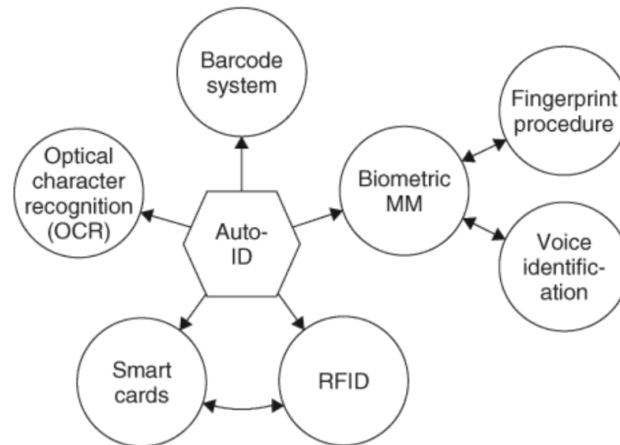 Barcode
system
Fingerprint
procedure
Optical
character
recognition
(OCR)
Biometric
MM
Auto-
ID
Voice
identific-
ation
Smart
cards
RFID